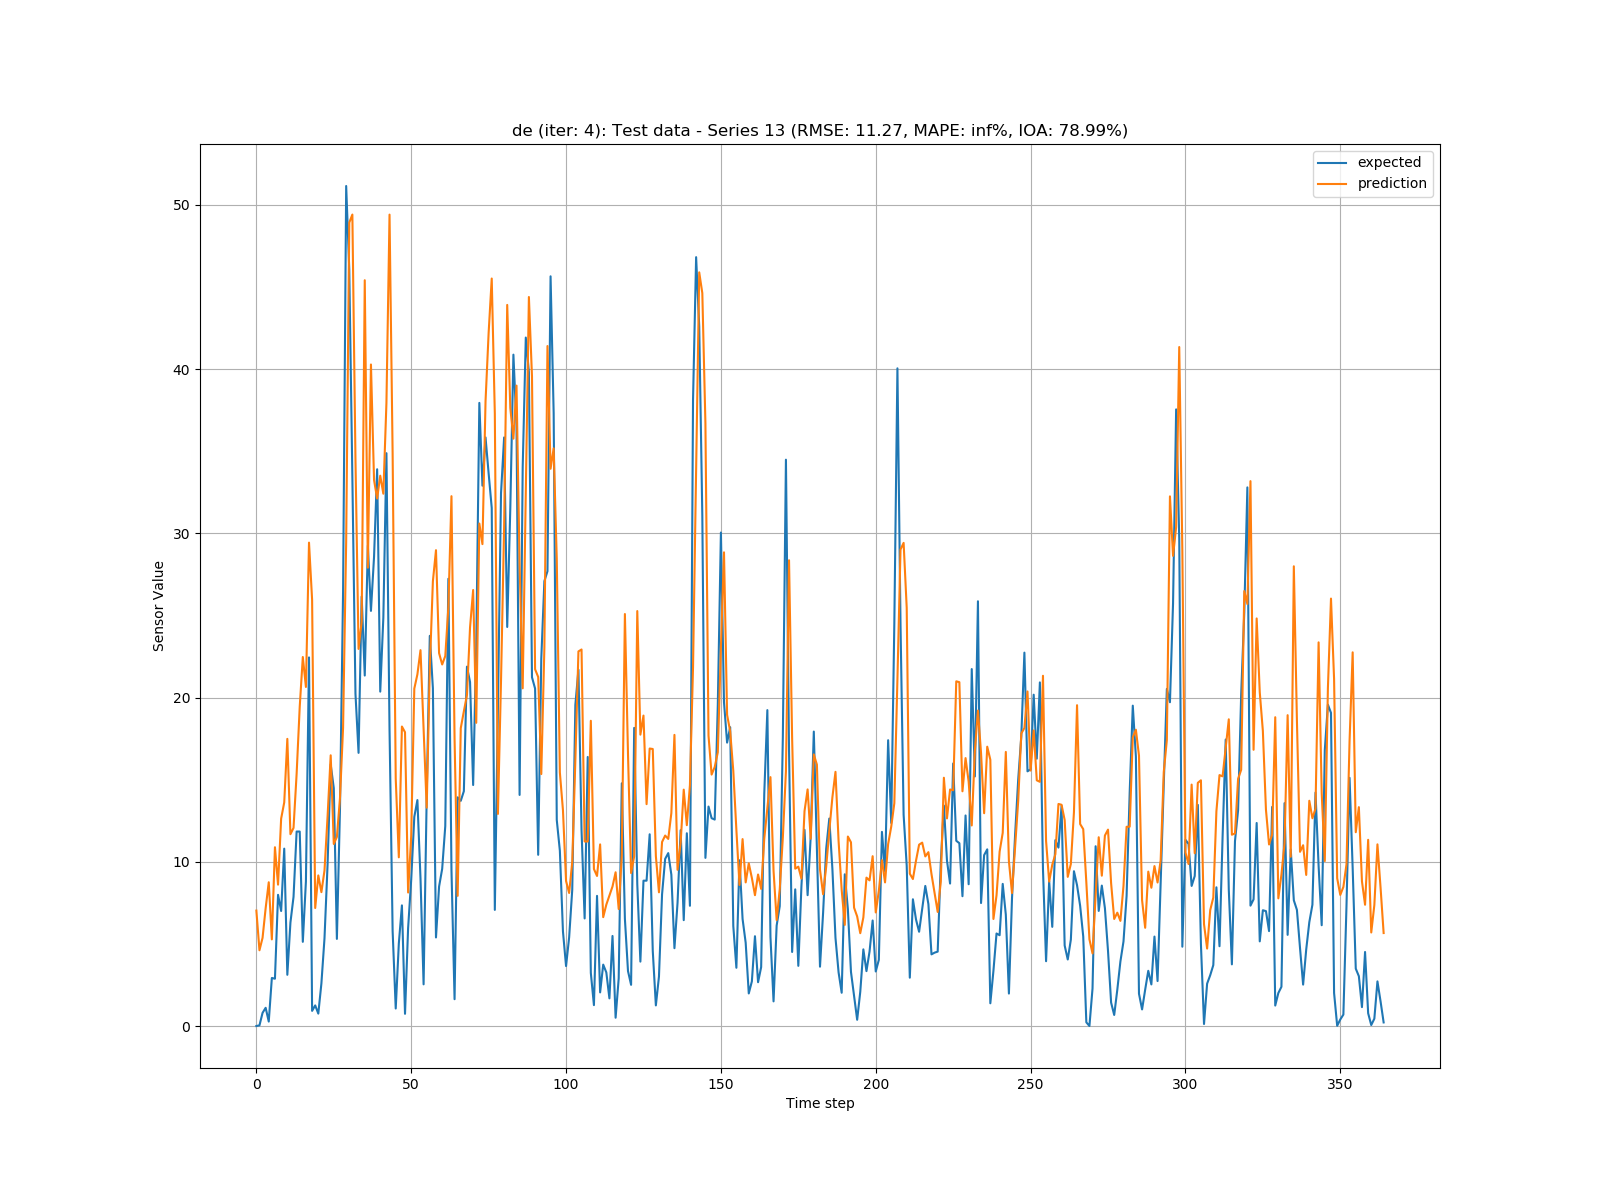 de (iter: 4): Test data - Series 13 (RMSE: 11.27, MAPE: inf%, IOA: 78.99%)
expected
prediction
50
40
30
20
10
0
Sensor Value
0 50 100 150 200 250 300 350
Time step